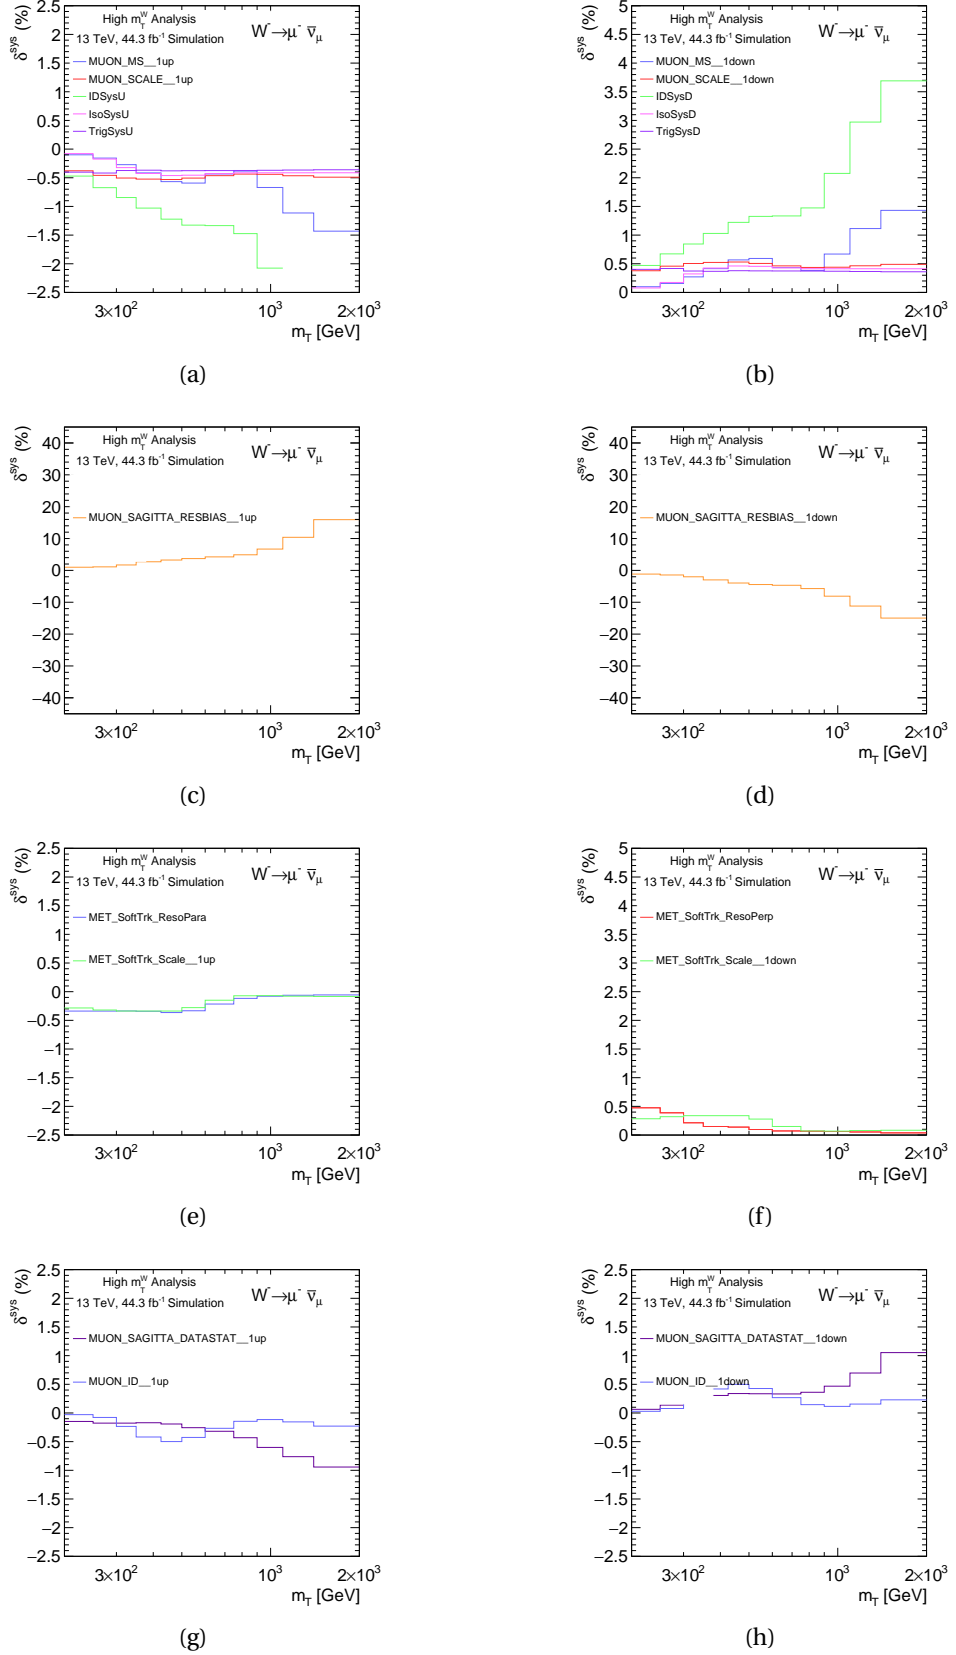 δ^sys (%)
2.5
2
1.5
1
0.5
0
−0.5
−1
−1.5
−2
−2.5
High m_T^W Analysis
13 TeV, 44.3 fb⁻¹ Simulation
W⁻→μ⁻ ν̅_μ
MUON_MS__1up
MUON_SCALE__1up
IDSysU
IsoSysU
TrigSysU
3×10² 10³ 2×10³
m_T [GeV]
(a)
δ^sys (%)
5
4.5
4
3.5
3
2.5
2
1.5
1
0.5
0
High m_T^W Analysis
13 TeV, 44.3 fb⁻¹ Simulation
W⁻→μ⁻ ν̅_μ
MUON_MS__1down
MUON_SCALE__1down
IDSysD
IsoSysD
TrigSysD
3×10² 10³ 2×10³
m_T [GeV]
(b)
δ^sys (%)
40
30
20
10
0
−10
−20
−30
−40
High m_T^W Analysis
13 TeV, 44.3 fb⁻¹ Simulation
W⁻→μ⁻ ν̅_μ
MUON_SAGITTA_RESBIAS__1up
3×10² 10³ 2×10³
m_T [GeV]
(c)
δ^sys (%)
40
30
20
10
0
−10
−20
−30
−40
High m_T^W Analysis
13 TeV, 44.3 fb⁻¹ Simulation
W⁻→μ⁻ ν̅_μ
MUON_SAGITTA_RESBIAS__1down
3×10² 10³ 2×10³
m_T [GeV]
(d)
δ^sys (%)
2.5
2
1.5
1
0.5
0
−0.5
−1
−1.5
−2
−2.5
High m_T^W Analysis
13 TeV, 44.3 fb⁻¹ Simulation
W⁻→μ⁻ ν̅_μ
MET_SoftTrk_ResoPara
MET_SoftTrk_Scale__1up
3×10² 10³ 2×10³
m_T [GeV]
(e)
δ^sys (%)
5
4.5
4
3.5
3
2.5
2
1.5
1
0.5
0
High m_T^W Analysis
13 TeV, 44.3 fb⁻¹ Simulation
W⁻→μ⁻ ν̅_μ
MET_SoftTrk_ResoPerp
MET_SoftTrk_Scale__1down
3×10² 10³ 2×10³
m_T [GeV]
(f)
δ^sys (%)
2.5
2
1.5
1
0.5
0
−0.5
−1
−1.5
−2
−2.5
High m_T^W Analysis
13 TeV, 44.3 fb⁻¹ Simulation
W⁻→μ⁻ ν̅_μ
MUON_SAGITTA_DATASTAT__1up
MUON_ID__1up
3×10² 10³ 2×10³
m_T [GeV]
(g)
δ^sys (%)
2.5
2
1.5
1
0.5
0
−0.5
−1
−1.5
−2
−2.5
High m_T^W Analysis
13 TeV, 44.3 fb⁻¹ Simulation
W⁻→μ⁻ ν̅_μ
MUON_SAGITTA_DATASTAT__1down
MUON_ID__1down
3×10² 10³ 2×10³
m_T [GeV]
(h)